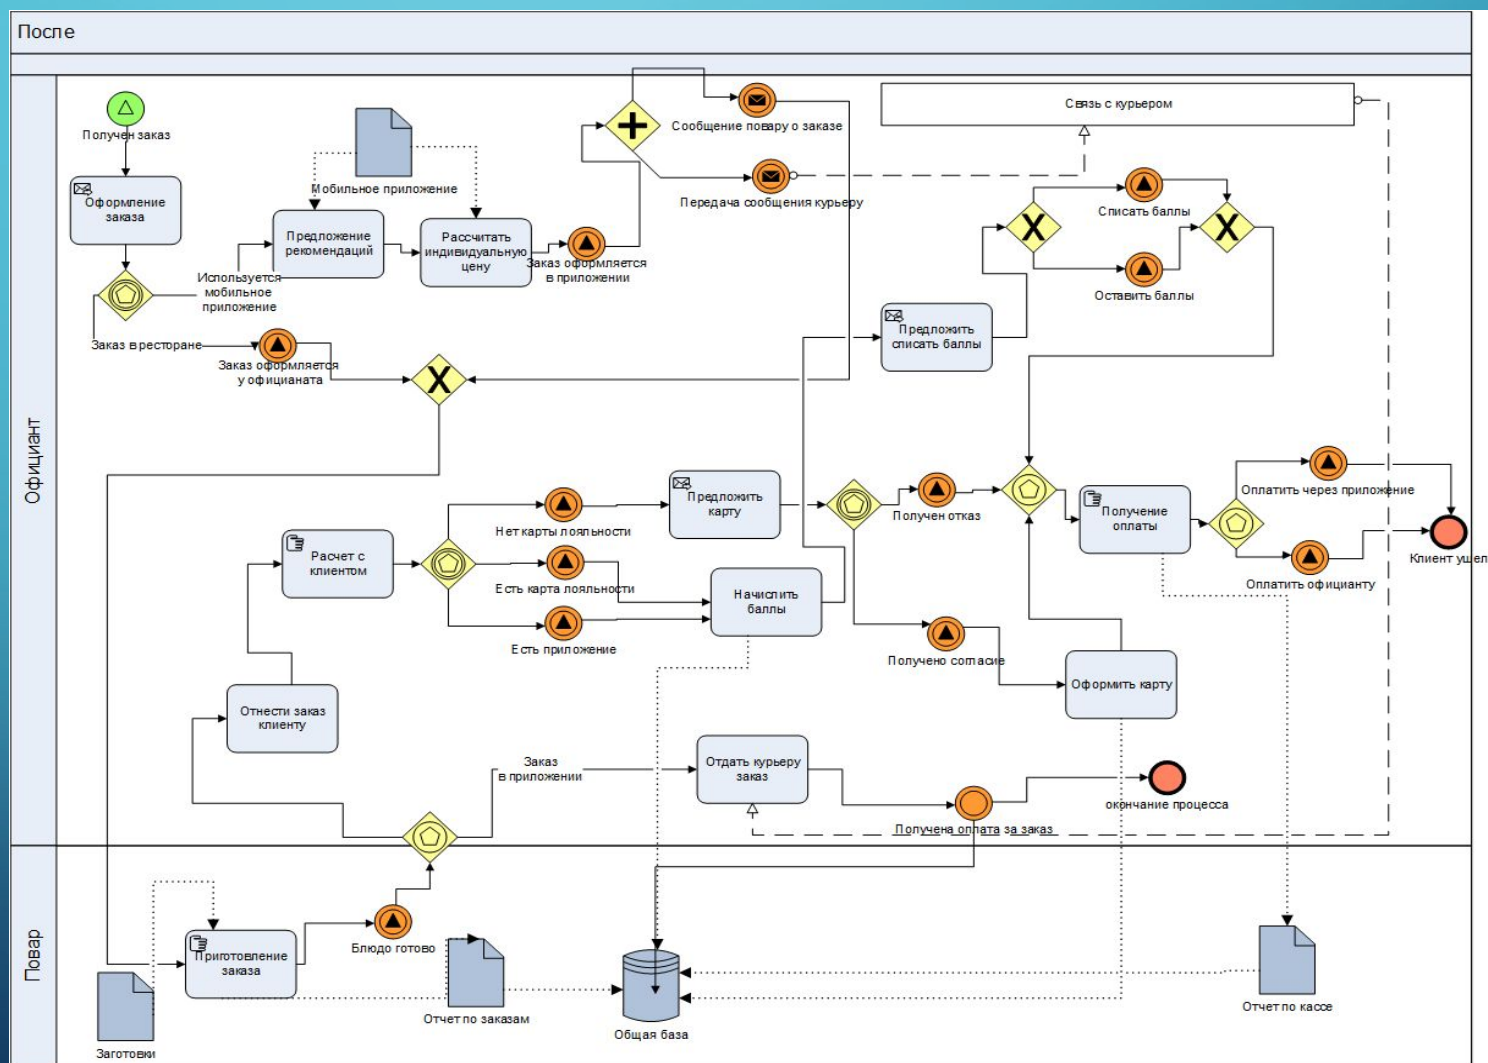 После
Официант
Получен заказ
Оформление
заказа
Мобильное приложение
Предложение
рекомендаций
Рассчитать
индивидуальную
цену
Заказ оформляется
в приложении
Сообщение повару о заказе
Передача сообщения курьеру
Связь с курьером
Списать баллы
Оставить баллы
Предложить
списать баллы
Используется
мобильное
приложение
Заказ в ресторане
Заказ оформляется
у официаната
X
X
X
Расчет с
клиентом
Нет карты лояльности
Есть карта лояльности
Есть приложение
Предложить
карту
Начислить
баллы
Получен отказ
Получено согласие
Получение
оплаты
Оплатить через приложение
Оплатить официанту
Клиент ушел
Оформить карту
Отнести заказ
клиенту
Заказ
в приложении
Отдать курьеру
заказ
Получена оплата за заказ
окончание процесса
Повар
Приготовление
заказа
Блюдо готово
Заготовки
Отчет по заказам
Общая база
Отчет по кассе